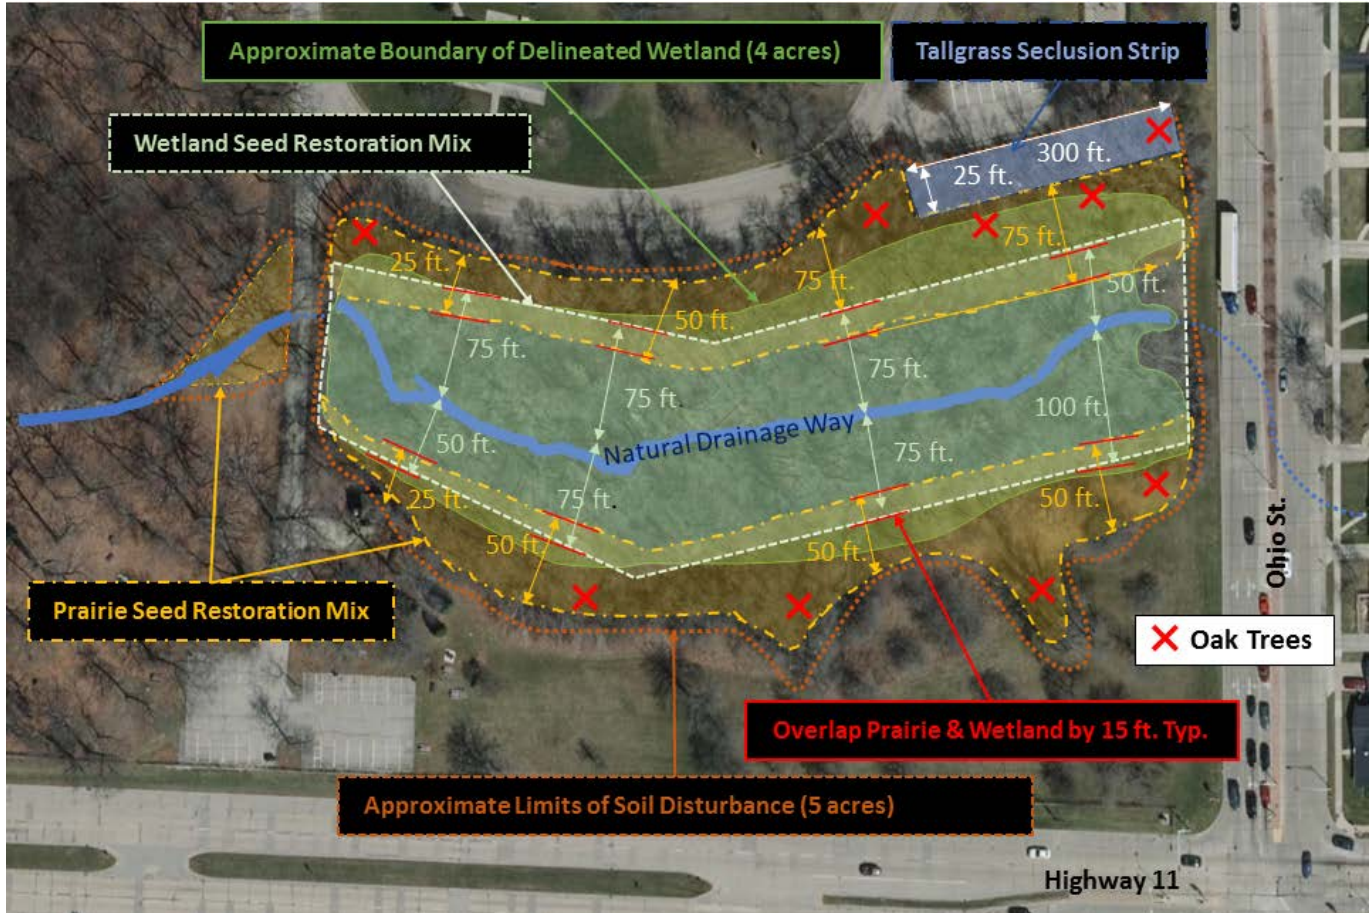 Approximate Boundary of Delineated Wetland (4 acres)
Tallgrass Seclusion Strip
Wetland Seed Restoration Mix
300 ft.
25 ft.
25 ft.
75 ft.
75 ft.
50 ft.
50 ft.
75 ft.
75 ft.
75 ft.
100 ft.
50 ft.
Natural Drainage Way
75 ft.
75 ft.
25 ft.
50 ft.
50 ft.
50 ft.
Ohio St.
Prairie Seed Restoration Mix
Oak Trees
Overlap Prairie & Wetland by 15 ft. Typ.
Approximate Limits of Soil Disturbance (5 acres)
Highway 11